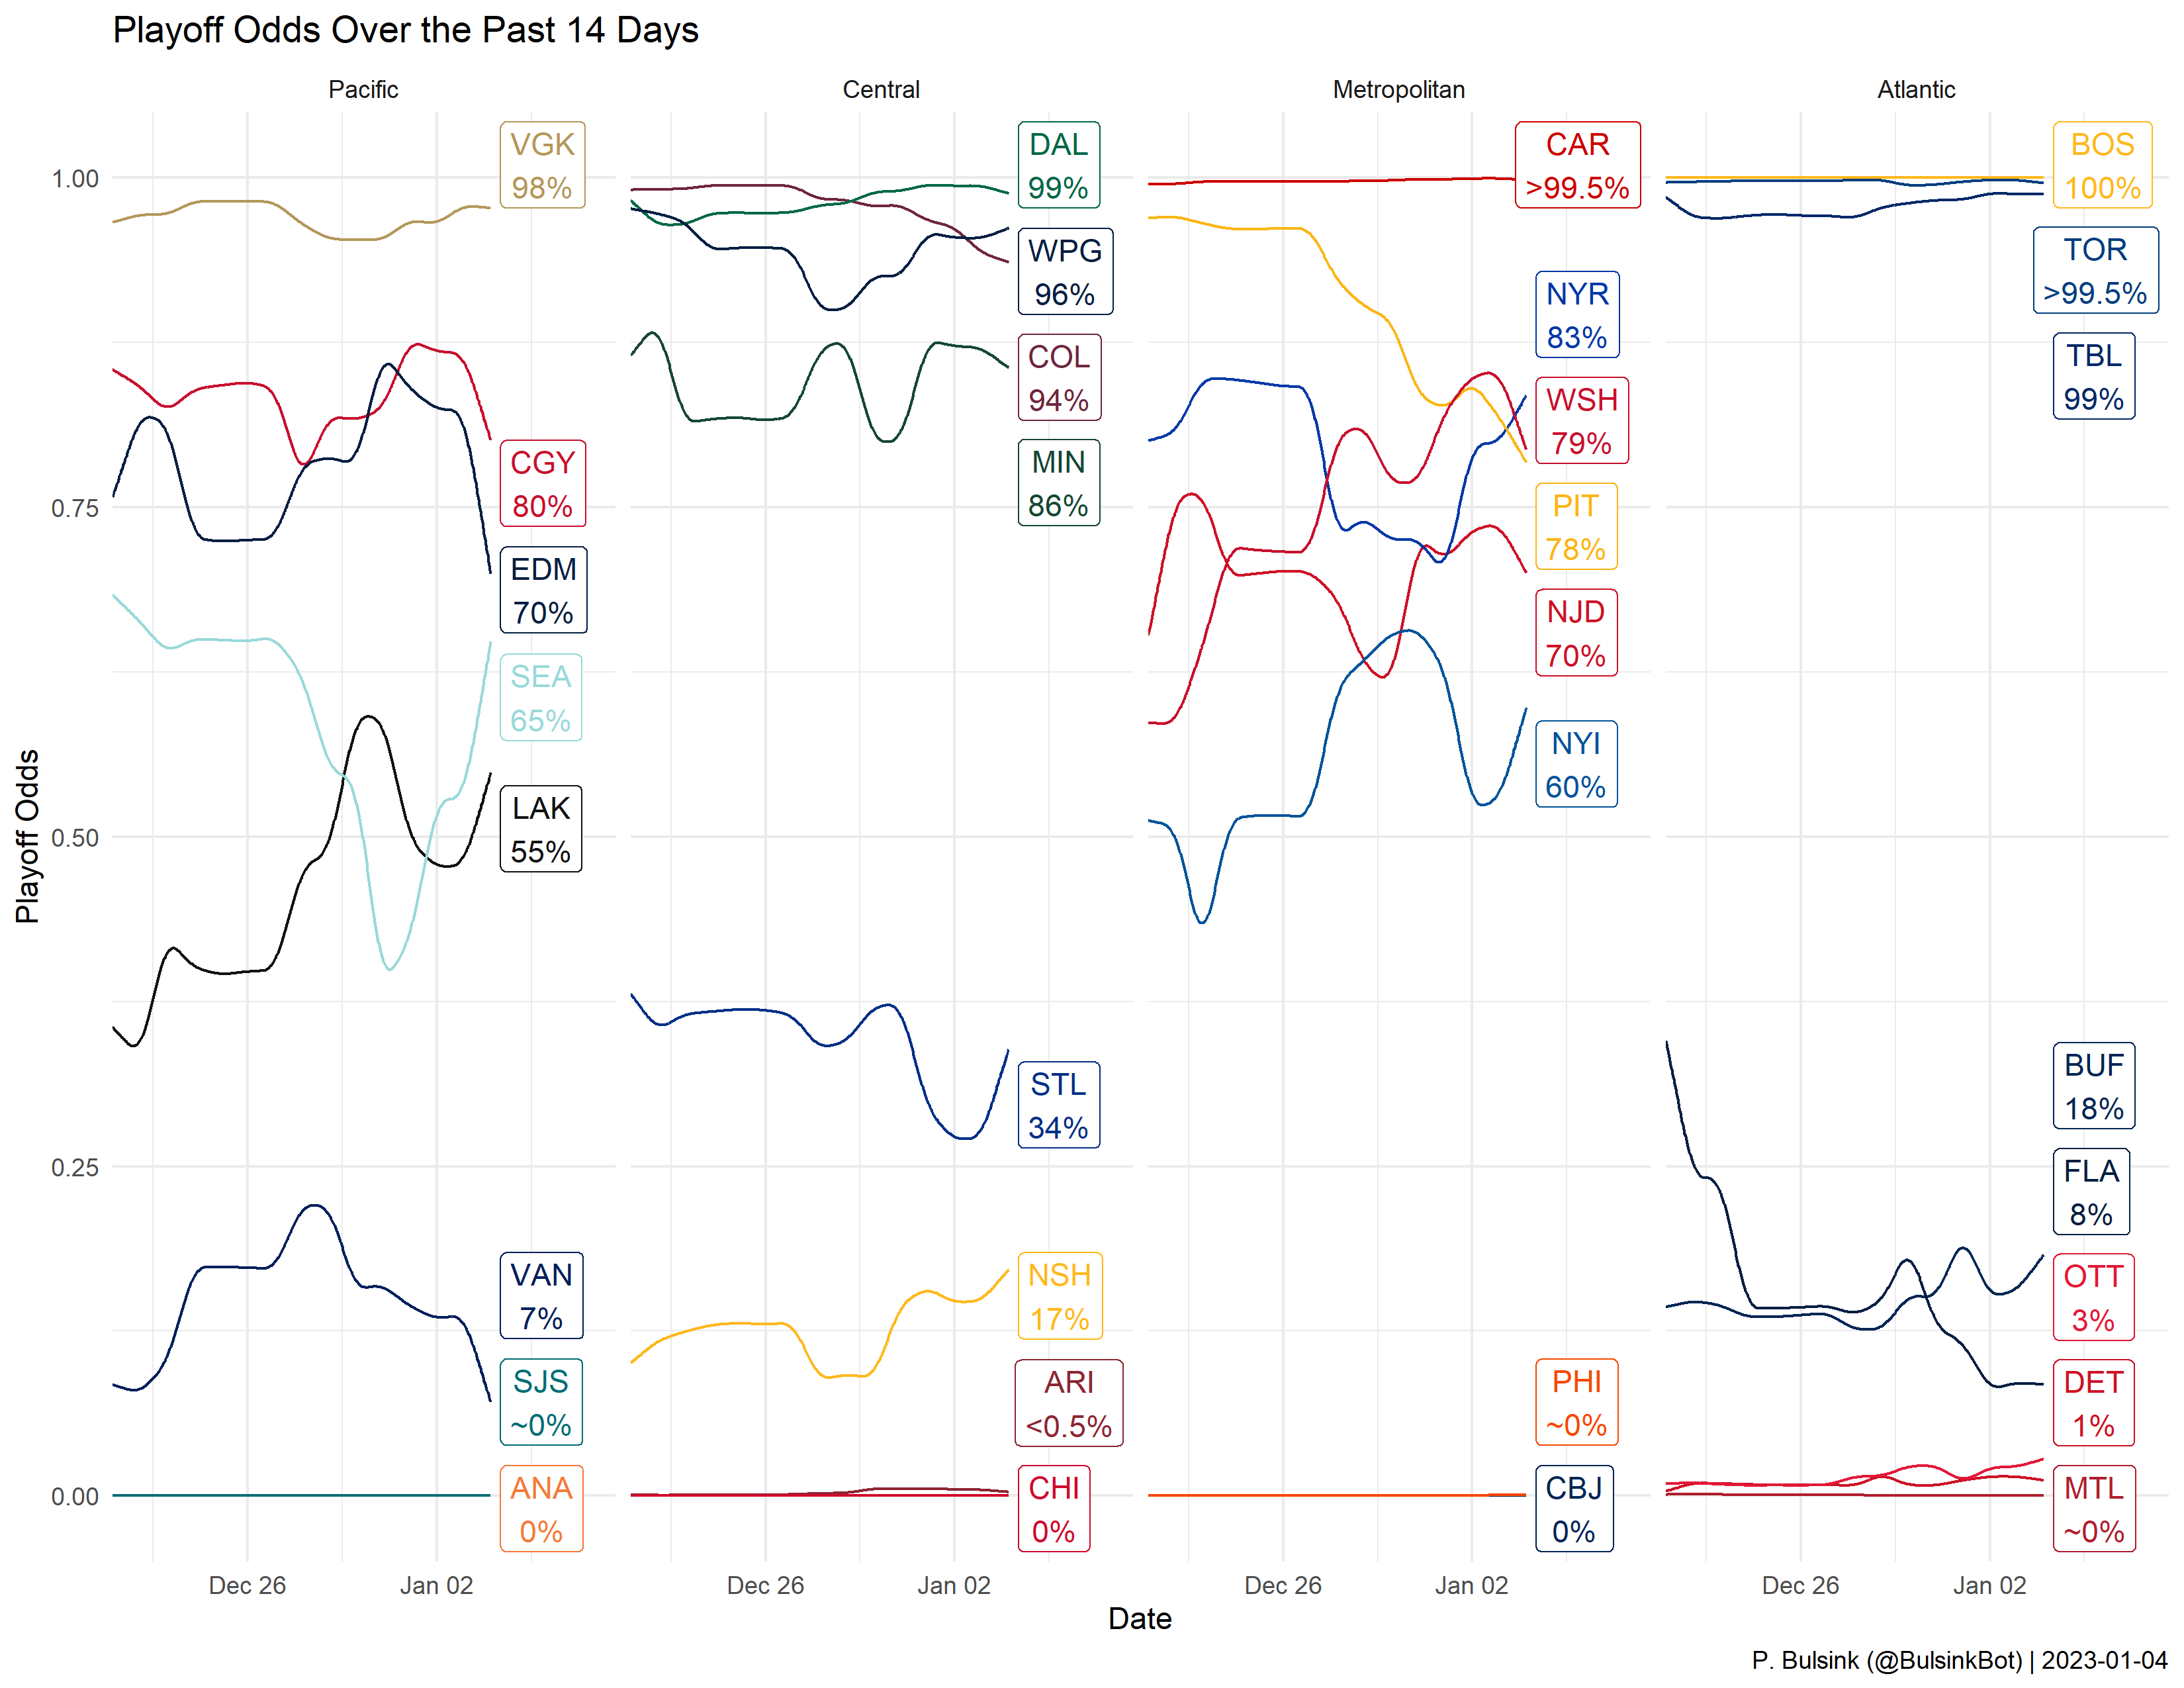 Playoff Odds Over the Past 14 Days
Pacific
Central
Metropolitan
Atlantic
Playoff Odds
1.00
0.75
0.50
0.25
0.00
VGK
98%
CGY
80%
EDM
70%
SEA
65%
LAK
55%
VAN
7%
SJS
~0%
ANA
0%
DAL
99%
WPG
96%
COL
94%
MIN
86%
STL
34%
NSH
17%
ARI
<0.5%
CHI
0%
CAR
>99.5%
NYR
83%
WSH
79%
PIT
78%
NJD
70%
NYI
60%
PHI
~0%
CBJ
0%
BOS
100%
TOR
>99.5%
TBL
99%
BUF
18%
FLA
8%
OTT
3%
DET
1%
MTL
~0%
Dec 26
Jan 02
Dec 26
Jan 02
Dec 26
Jan 02
Dec 26
Jan 02
Date
P. Bulsink (@BulsinkBot) | 2023-01-04